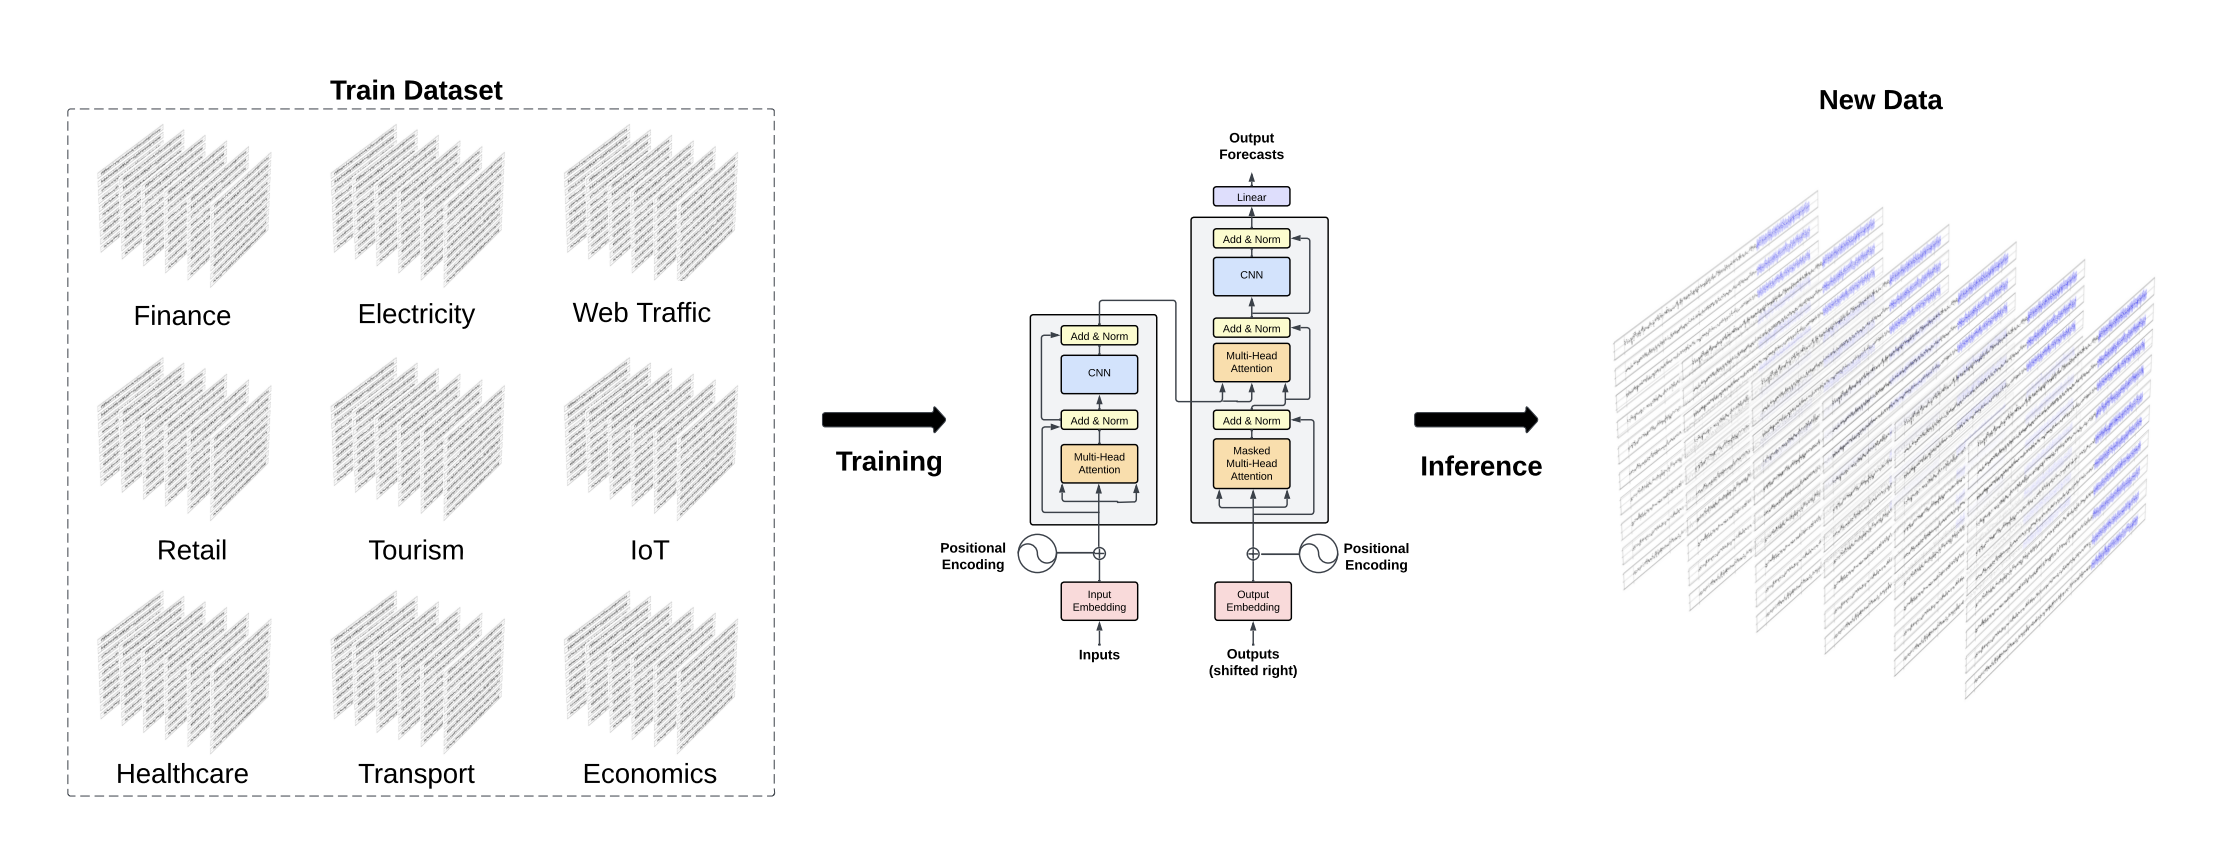 Train Dataset
Finance
Electricity
Web Traffic
Retail
Tourism
IoT
Healthcare
Transport
Economics
Training
Output
Forecasts
Linear
Add & Norm
CNN
Add & Norm
Multi-Head
Attention
Add & Norm
Masked
Multi-Head
Attention
Add & Norm
CNN
Add & Norm
Multi-Head
Attention
Positional
Encoding
Positional
Encoding
Input
Embedding
Output
Embedding
Inputs
Outputs
(shifted right)
Inference
New Data